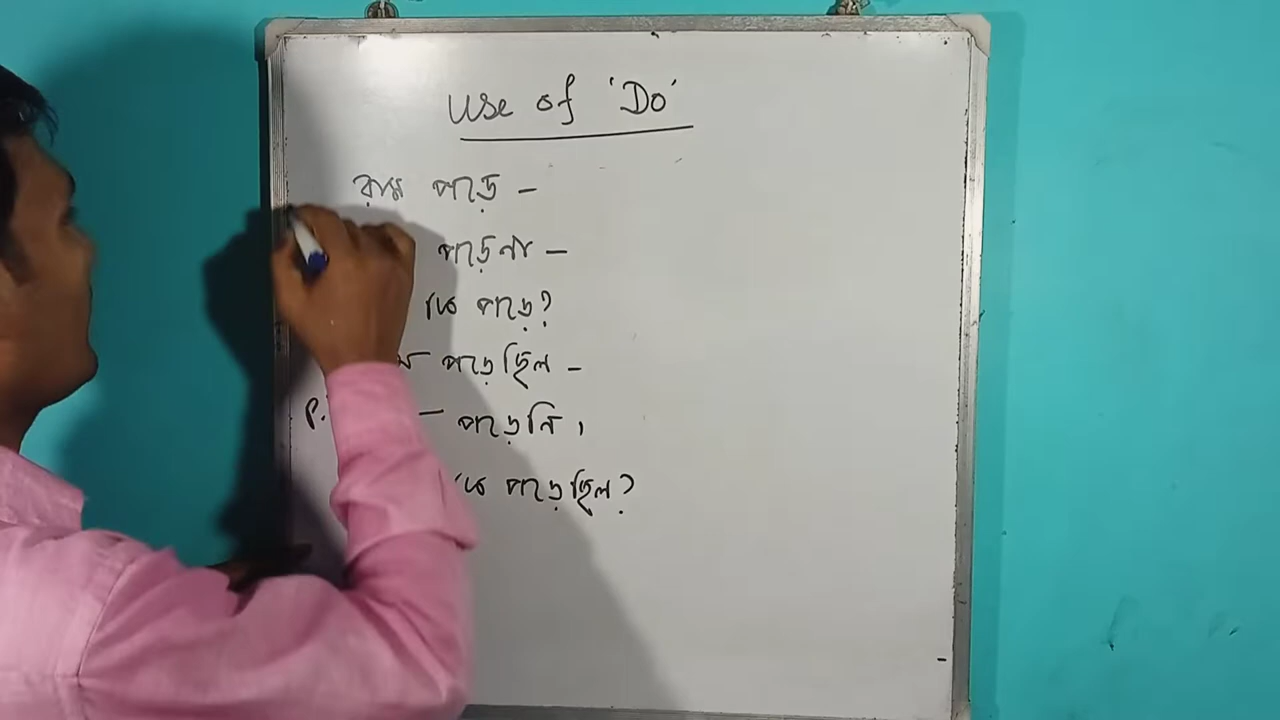 Use of 'Do'
রাম পড়ে -
পড়েনা -
কে পড়ে?
পড়েছিল -
P. পড়েনি,
কে পড়েছিল?